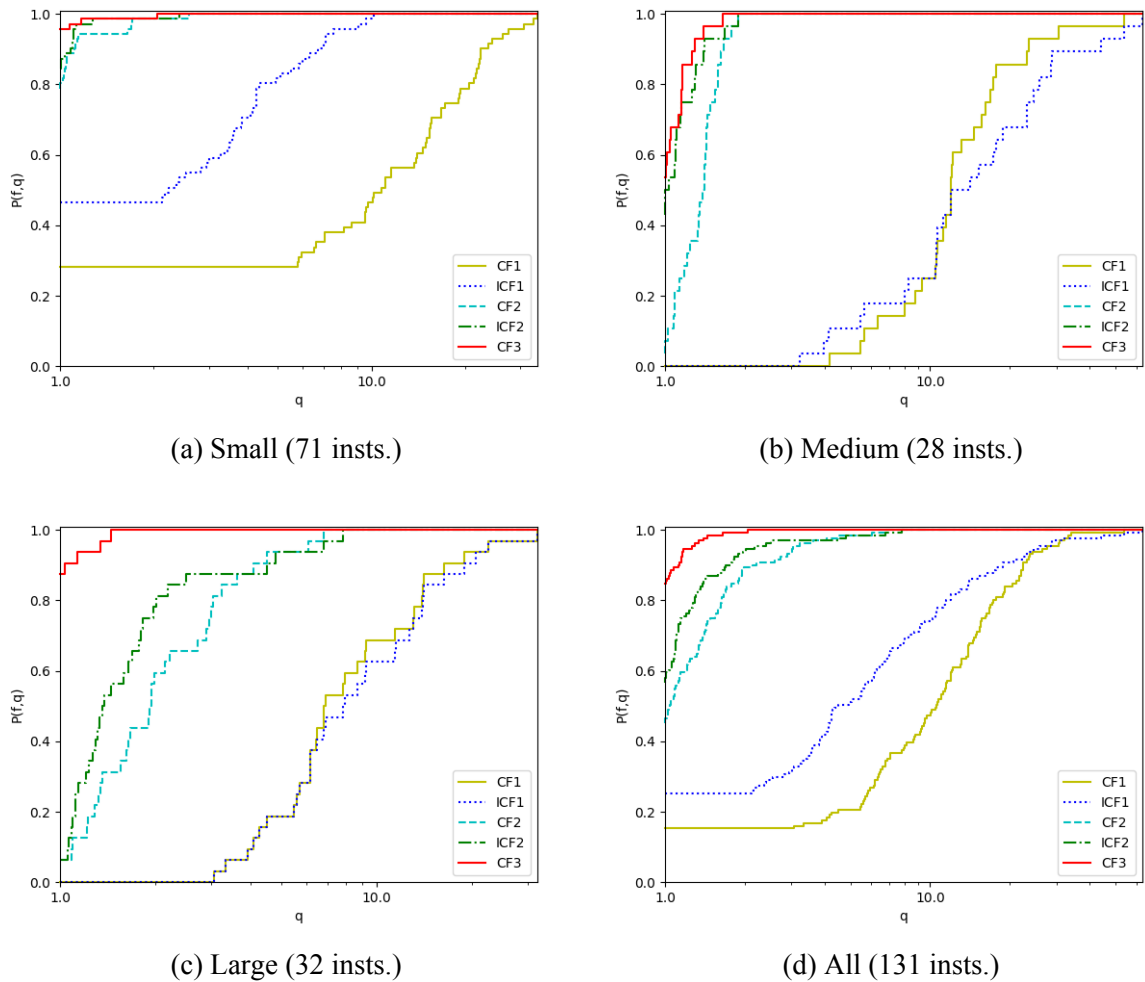 1.0
0.8
0.6
0.4
0.2
0.0
P(f,q)
1.0
10.0
q
CF1
ICF1
CF2
ICF2
CF3
(a) Small (71 insts.)
1.0
0.8
0.6
0.4
0.2
0.0
P(f,q)
1.0
10.0
q
CF1
ICF1
CF2
ICF2
CF3
(b) Medium (28 insts.)
1.0
0.8
0.6
0.4
0.2
0.0
P(f,q)
1.0
10.0
q
CF1
ICF1
CF2
ICF2
CF3
(c) Large (32 insts.)
1.0
0.8
0.6
0.4
0.2
0.0
P(f,q)
1.0
10.0
q
CF1
ICF1
CF2
ICF2
CF3
(d) All (131 insts.)